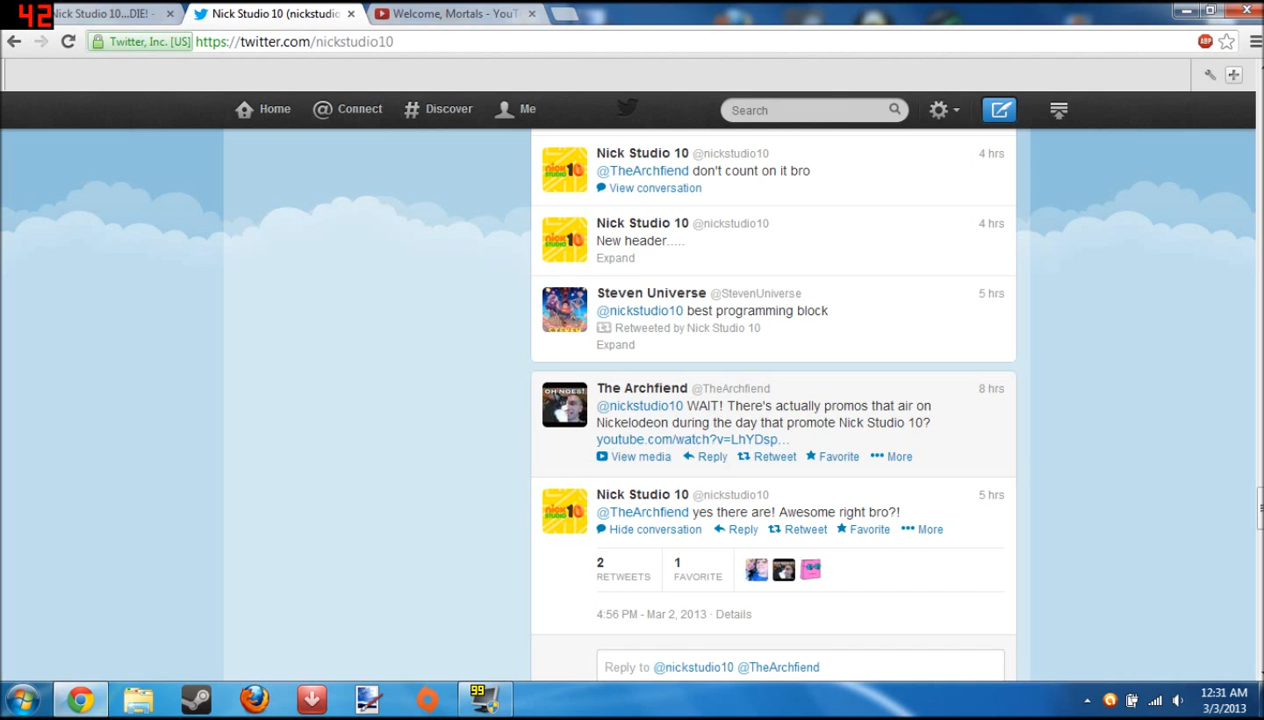 42
Nick Studio 10...DIE! -
Nick Studio 10 (nickstudio
Welcome, Mortals - YouT
Twitter, Inc. [US]
https://twitter.com/nickstudio10
ABP
Home
@ Connect
# Discover
Me
Search
Nick Studio 10 @nickstudio10
4 hrs
@TheArchfiend don't count on it bro
View conversation
Nick Studio 10 @nickstudio10
4 hrs
New header.....
Expand
Steven Universe @StevenUniverse
5 hrs
@nickstudio10 best programming block
Retweeted by Nick Studio 10
Expand
OH NOES!
The Archfiend @TheArchfiend
8 hrs
@nickstudio10 WAIT! There's actually promos that air on
Nickelodeon during the day that promote Nick Studio 10?
youtube.com/watch?v=LhYDsp...
View media Reply Retweet Favorite More
Nick Studio 10 @nickstudio10
5 hrs
@TheArchfiend yes there are! Awesome right bro?!
Hide conversation Reply Retweet Favorite More
2
RETWEETS
1
FAVORITE
4:56 PM - Mar 2, 2013 · Details
Reply to @nickstudio10 @TheArchfiend
99
12:31 AM
3/3/2013